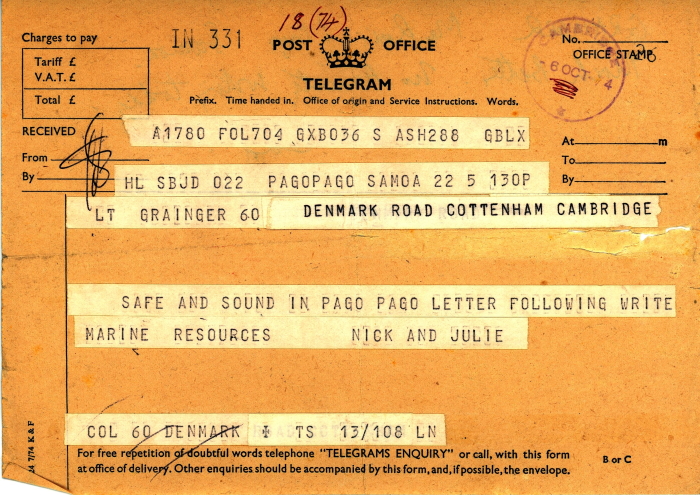 18 (74)
Charges to pay
IN 331
POST OFFICE
No.
OFFICE STAMP
Tariff £
V.A.T. £
Total £
TELEGRAM
CAMBRIDGE
6 OCT 74
Prefix. Time handed in. Office of origin and Service Instructions. Words.
RECEIVED
From
By
At m
To
By
A1780 FOL704 GXB036 S ASH288 GBLX
HL SBJD 022 PAGOPAGO SAMOA 22 5 130P
LT GRAINGER 60 DENMARK ROAD COTTENHAM CAMBRIDGE
SAFE AND SOUND IN PAGO PAGO LETTER FOLLOWING WRITE
MARINE RESOURCES NICK AND JULIE
COL 60 DENMARK TS 13/108 LN
For free repetition of doubtful words telephone "TELEGRAMS ENQUIRY" or call, with this form
at office of delivery. Other enquiries should be accompanied by this form, and, if possible, the envelope.
B or C
24 7/74 K & F